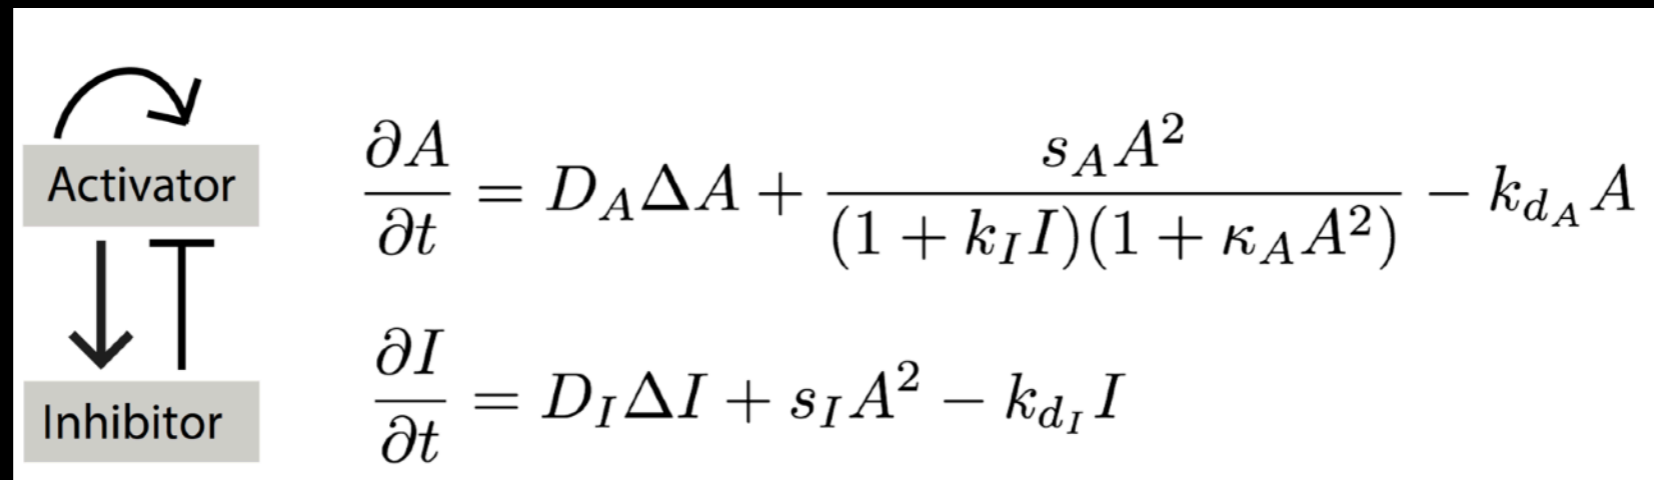 Activator
Inhibitor
∂A/∂t = D_A ΔA + s_A A² / ((1 + k_I I)(1 + κ_A A²)) − k_{d_A} A
∂I/∂t = D_I ΔI + s_I A² − k_{d_I} I